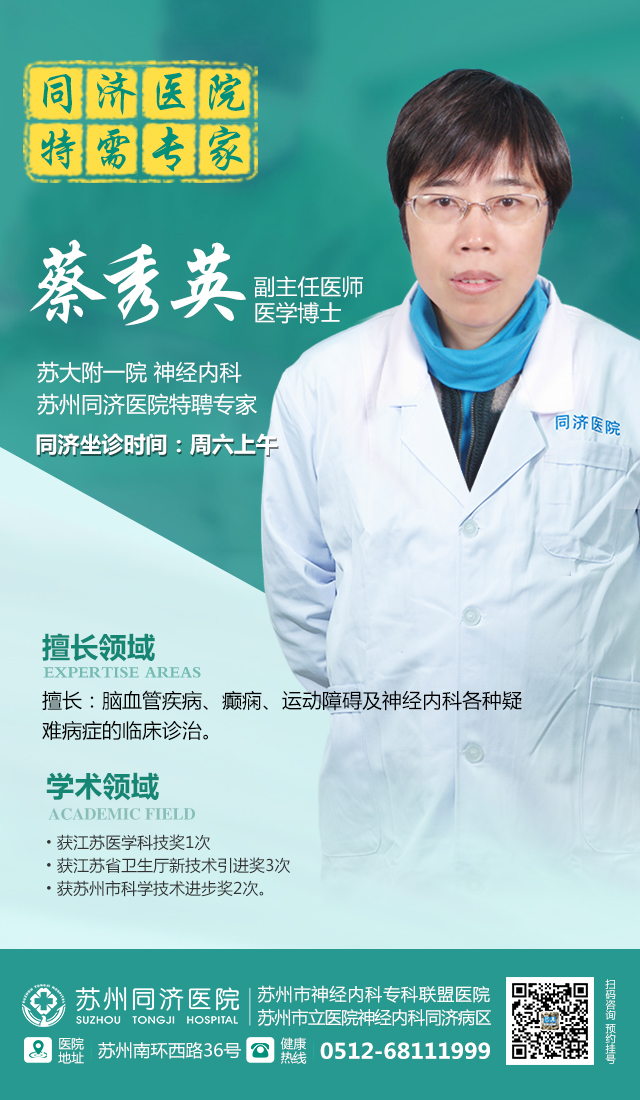 同济医院
特需专家
蔡秀英 副主任医师
医学博士
苏大附一院 神经内科
苏州同济医院特聘专家
同济坐诊时间：周六上午
同济医院
擅长领域
EXPERTISE AREAS
擅长：脑血管疾病、癫痫、运动障碍及神经内科各种疑
难病症的临床诊治。
学术领域
ACADEMIC FIELD
·获江苏医学科技奖1次
·获江苏省卫生厅新技术引进奖3次
·获苏州市科学技术进步奖2次。
苏州同济医院
SUZHOU TONGJI HOSPITAL
苏州市神经内科专科联盟医院
苏州市立医院神经内科同济病区
医院
地址
苏州南环西路36号
健康
热线
0512-68111999
扫码咨询 预约挂号